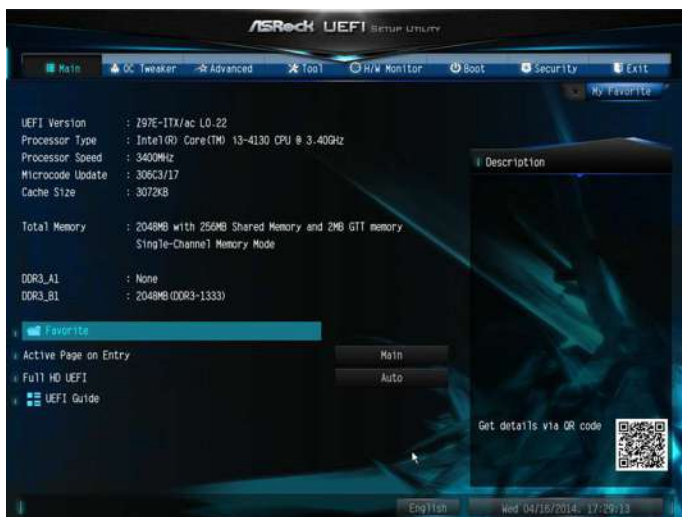 ASRock UEFI SETUP UTILITY
Main OC Tweaker Advanced Tool H/W Monitor Boot Security Exit
My Favorite
UEFI Version : Z97E-ITX/ac L0.22
Processor Type : Intel(R) Core(TM) i3-4130 CPU @ 3.40GHz
Processor Speed : 3400MHz
Microcode Update : 306C3/17
Cache Size : 3072KB
Total Memory : 2048MB with 256MB Shared Memory and 2MB GTT memory
Single-Channel Memory Mode
DDR3_A1 : None
DDR3_B1 : 2048MB(DDR3-1333)
Favorite
Active Page on Entry Main
Full HD UEFI Auto
UEFI Guide
Description
Get details via QR code
English Wed 04/16/2014. 17:29:13